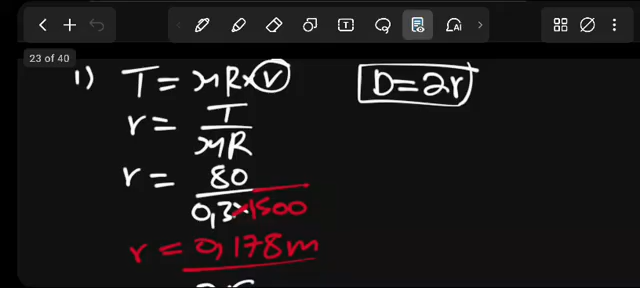 23 of 40
1) T = μR × r
D = 2r
r = T / μR
r = 80 / 0,3 × 1500
r = 0,178m